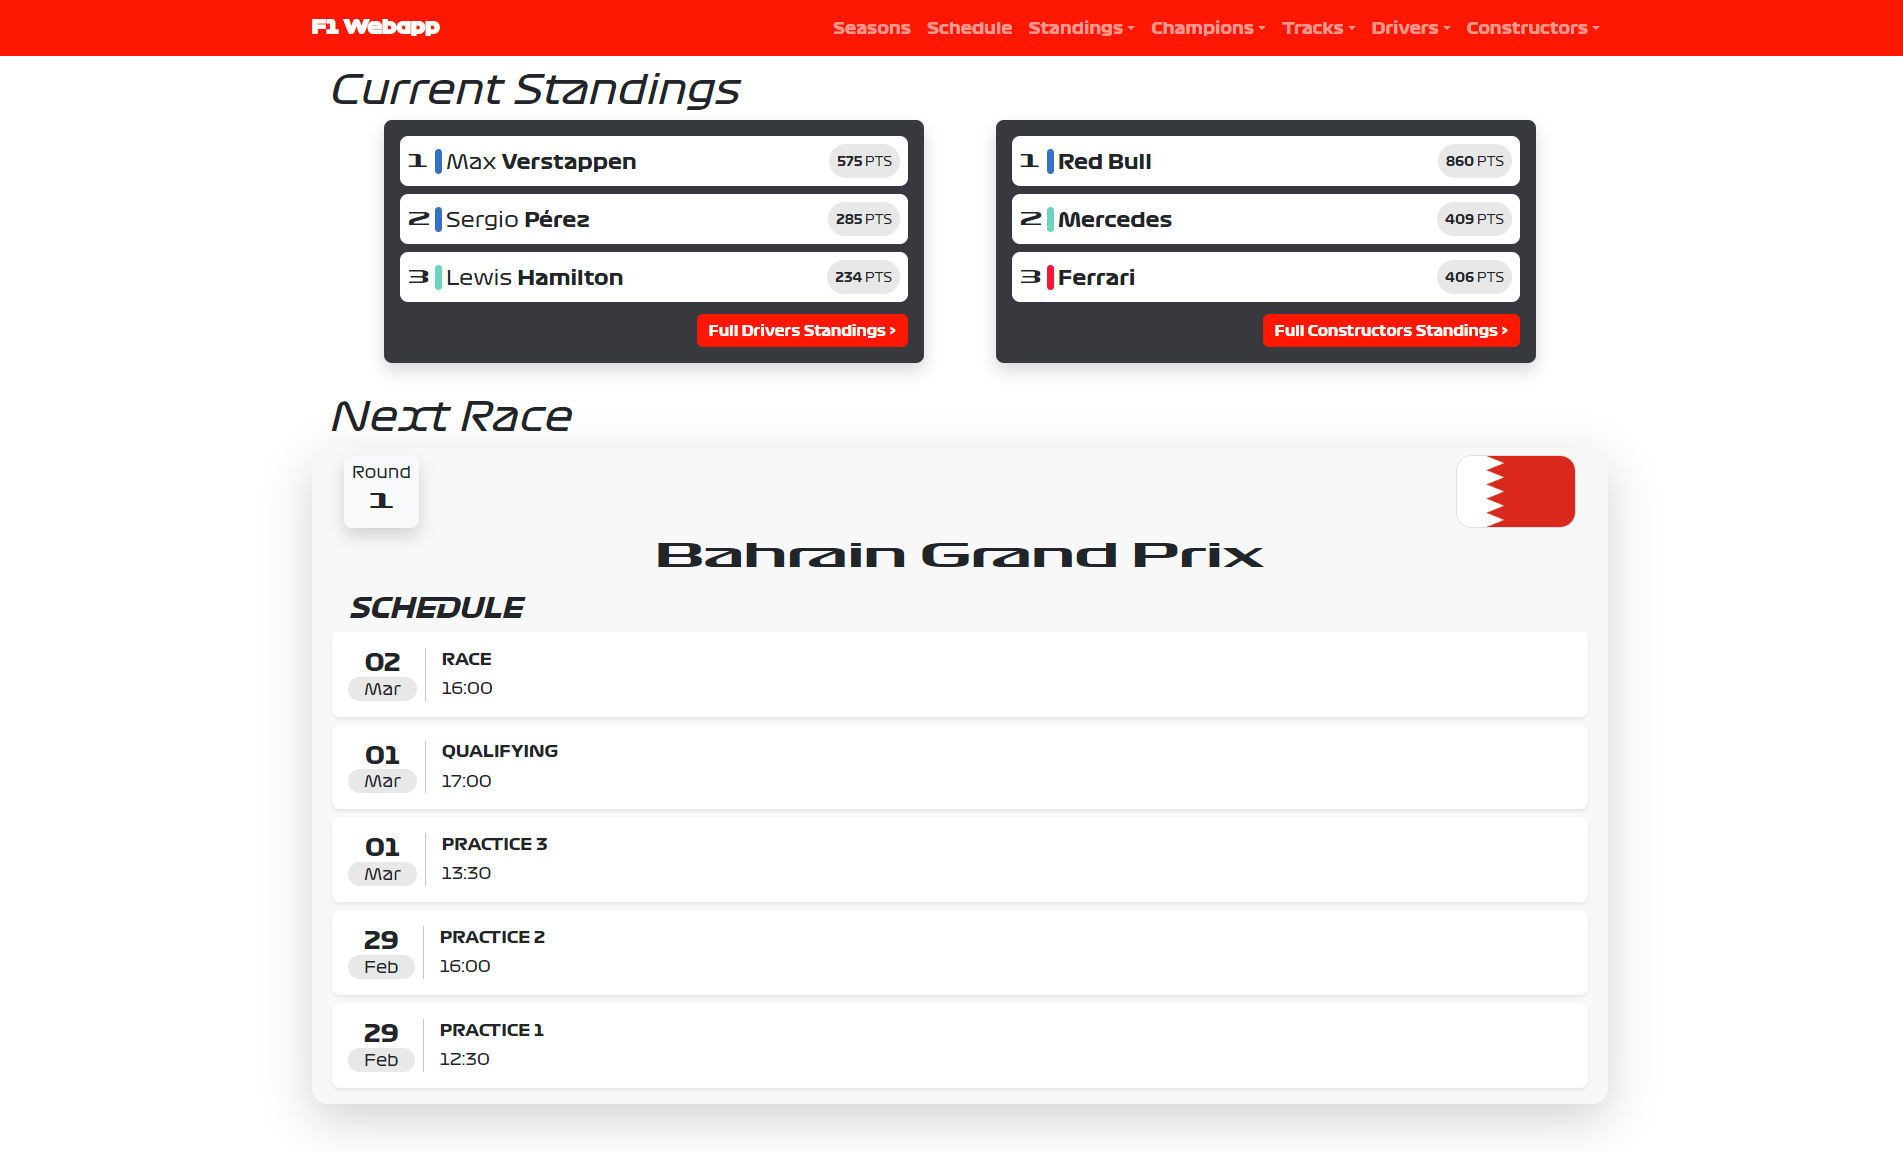 F1 Webapp
Seasons Schedule Standings Champions Tracks Drivers Constructors
Current Standings
1 Max Verstappen 575 PTS
2 Sergio Pérez 285 PTS
3 Lewis Hamilton 234 PTS
Full Drivers Standings ›
1 Red Bull 860 PTS
2 Mercedes 409 PTS
3 Ferrari 406 PTS
Full Constructors Standings ›
Next Race
Round
1
Bahrain Grand Prix
SCHEDULE
02
Mar
RACE
16:00
01
Mar
QUALIFYING
17:00
01
Mar
PRACTICE 3
13:30
29
Feb
PRACTICE 2
16:00
29
Feb
PRACTICE 1
12:30